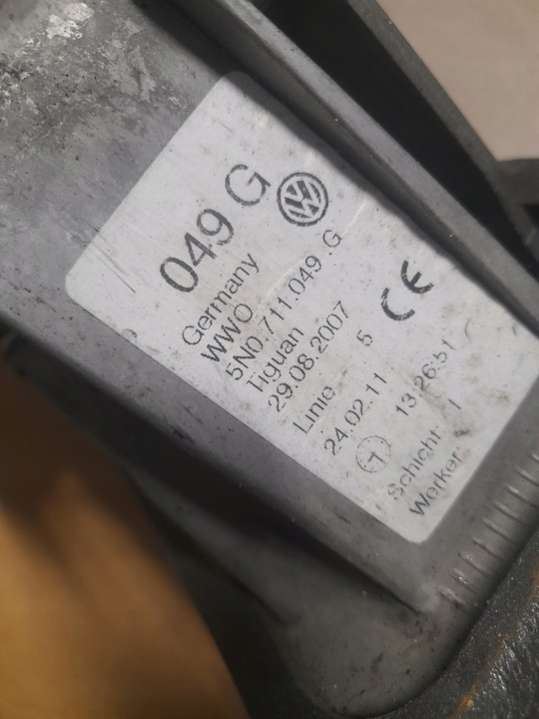 049 G
Germany
WWO
5N0.711.049 .G
Tiguan
29.08.2007
Linie 5
24.02.11 13:26:51
1 Schicht: 1
Werker: